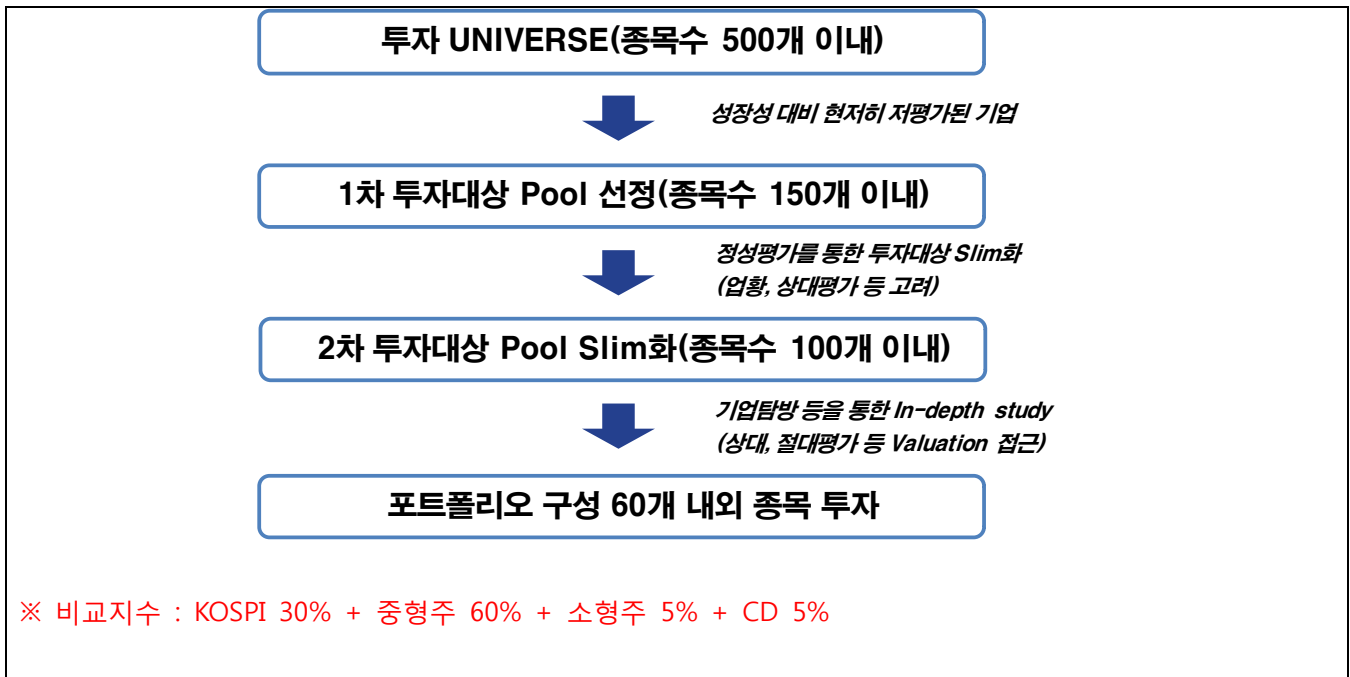 투자 UNIVERSE(종목수 500개 이내)
성장성 대비 현저히 저평가된 기업
1차 투자대상 Pool 선정(종목수 150개 이내)
정성평가를 통한 투자대상 Slim화
(업황, 상대평가 등 고려)
2차 투자대상 Pool Slim화(종목수 100개 이내)
기업탐방 등을 통한 In-depth study
(상대, 절대평가 등 Valuation 접근)
포트폴리오 구성 60개 내외 종목 투자
※ 비교지수 : KOSPI 30% + 중형주 60% + 소형주 5% + CD 5%